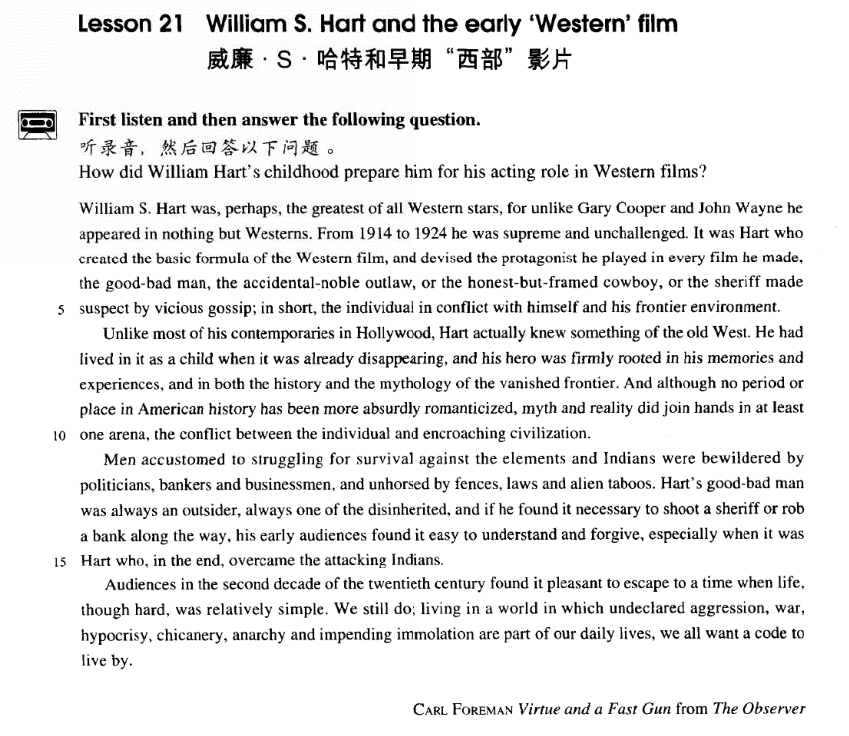 Lesson 21 William S. Hart and the early ‘Western’ film
威廉·S·哈特和早期“西部”影片
First listen and then answer the following question.
听录音，然后回答以下问题。
How did William Hart’s childhood prepare him for his acting role in Western films?
William S. Hart was, perhaps, the greatest of all Western stars, for unlike Gary Cooper and John Wayne he
appeared in nothing but Westerns. From 1914 to 1924 he was supreme and unchallenged. It was Hart who
created the basic formula of the Western film, and devised the protagonist he played in every film he made,
the good-bad man, the accidental-noble outlaw, or the honest-but-framed cowboy, or the sheriff made
5 suspect by vicious gossip; in short, the individual in conflict with himself and his frontier environment.
Unlike most of his contemporaries in Hollywood, Hart actually knew something of the old West. He had
lived in it as a child when it was already disappearing, and his hero was firmly rooted in his memories and
experiences, and in both the history and the mythology of the vanished frontier. And although no period or
place in American history has been more absurdly romanticized, myth and reality did join hands in at least
10 one arena, the conflict between the individual and encroaching civilization.
Men accustomed to struggling for survival against the elements and Indians were bewildered by
politicians, bankers and businessmen, and unhorsed by fences, laws and alien taboos. Hart’s good-bad man
was always an outsider, always one of the disinherited, and if he found it necessary to shoot a sheriff or rob
a bank along the way, his early audiences found it easy to understand and forgive, especially when it was
15 Hart who, in the end, overcame the attacking Indians.
Audiences in the second decade of the twentieth century found it pleasant to escape to a time when life,
though hard, was relatively simple. We still do; living in a world in which undeclared aggression, war,
hypocrisy, chicanery, anarchy and impending immolation are part of our daily lives, we all want a code to
live by.
CARL FOREMAN Virtue and a Fast Gun from The Observer